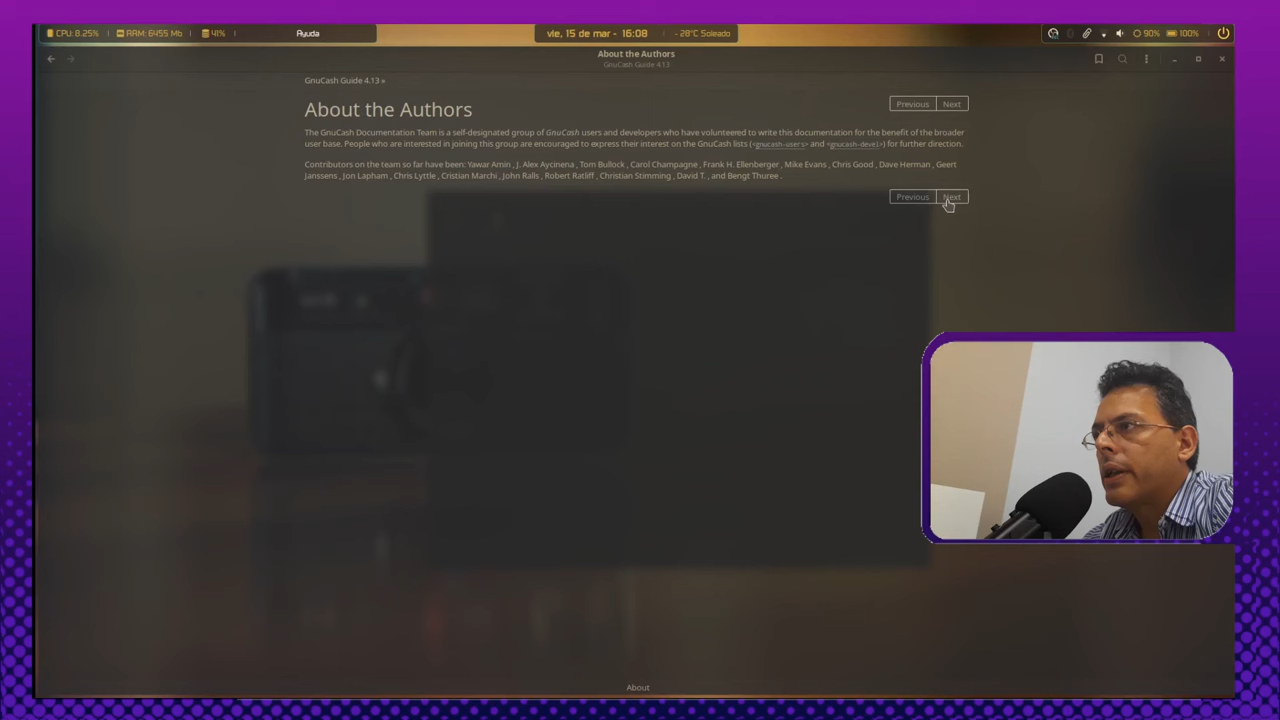 CPU: 8.25% RAM: 6455 Mb 41% Ayuda vie, 15 de mar - 16:08 - 28°C Soleado 90% 100%
About the Authors
GnuCash Guide 4.13
GnuCash Guide 4.13 »
About the Authors
Previous Next
The GnuCash Documentation Team is a self-designated group of GnuCash users and developers who have volunteered to write this documentation for the benefit of the broader
user base. People who are interested in joining this group are encouraged to express their interest on the GnuCash lists (<gnucash-users> and <gnucash-devel>) for further direction.
Contributors on the team so far have been: Yawar Amin , J. Alex Aycinena , Tom Bullock , Carol Champagne , Frank H. Ellenberger , Mike Evans , Chris Good , Dave Herman , Geert
Janssens , Jon Lapham , Chris Lyttle , Cristian Marchi , John Ralls , Robert Ratliff , Christian Stimming , David T. , and Bengt Thuree .
Previous Next
About